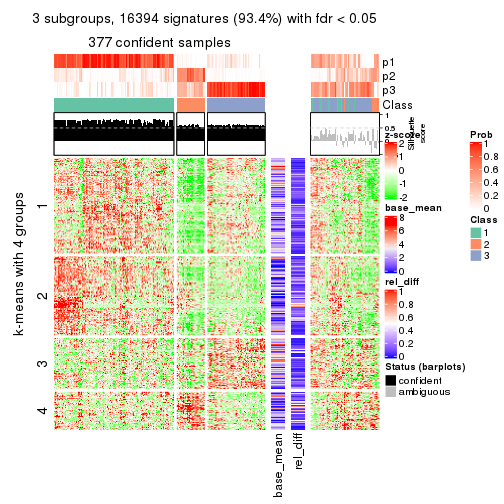 3 subgroups, 16394 signatures (93.4%) with fdr < 0.05
377 confident samples
p1
p2
p3
Class
1
0.5
0
Silhouette
score
k-means with 4 groups
1
2
3
4
base_mean
rel_diff
z-score
2
1
0
-1
-2
base_mean
8
6
4
2
0
rel_diff
1
0.8
0.6
0.4
0.2
0
Status (barplots)
confident
ambiguous
Prob
1
0.8
0.6
0.4
0.2
0
Class
1
2
3